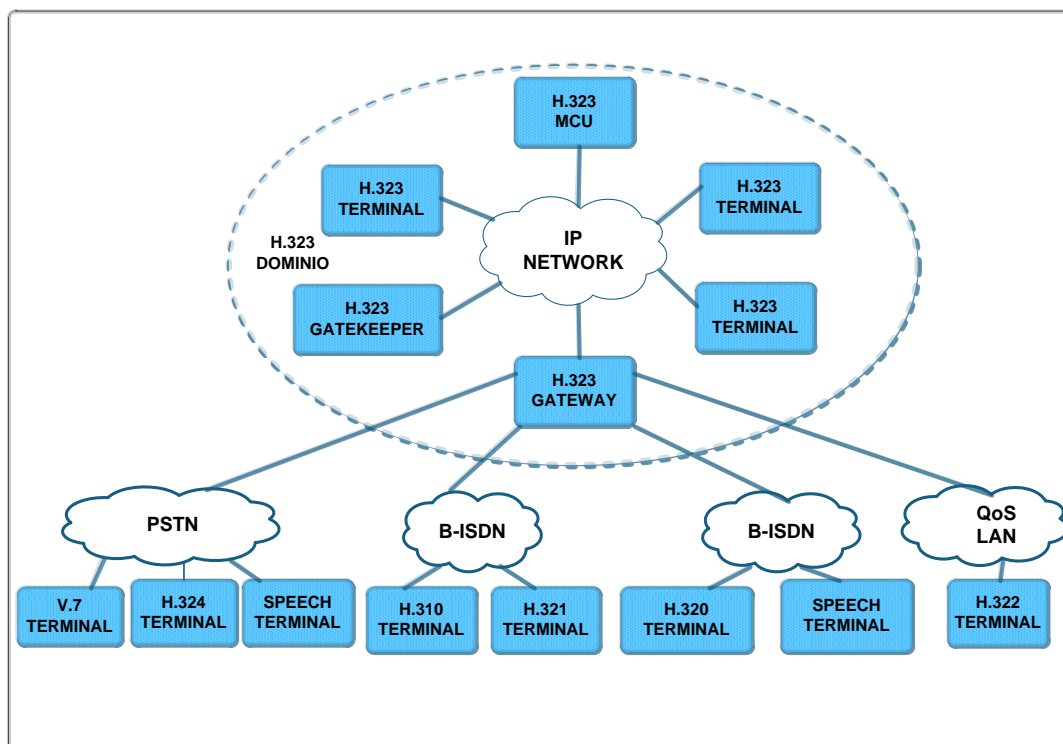 H.323
MCU
H.323
TERMINAL
H.323
TERMINAL
IP
NETWORK
H.323
DOMINIO
H.323
GATEKEEPER
H.323
TERMINAL
H.323
GATEWAY
PSTN
B-ISDN
B-ISDN
QoS
LAN
V.7
TERMINAL
H.324
TERMINAL
SPEECH
TERMINAL
H.310
TERMINAL
H.321
TERMINAL
H.320
TERMINAL
SPEECH
TERMINAL
H.322
TERMINAL